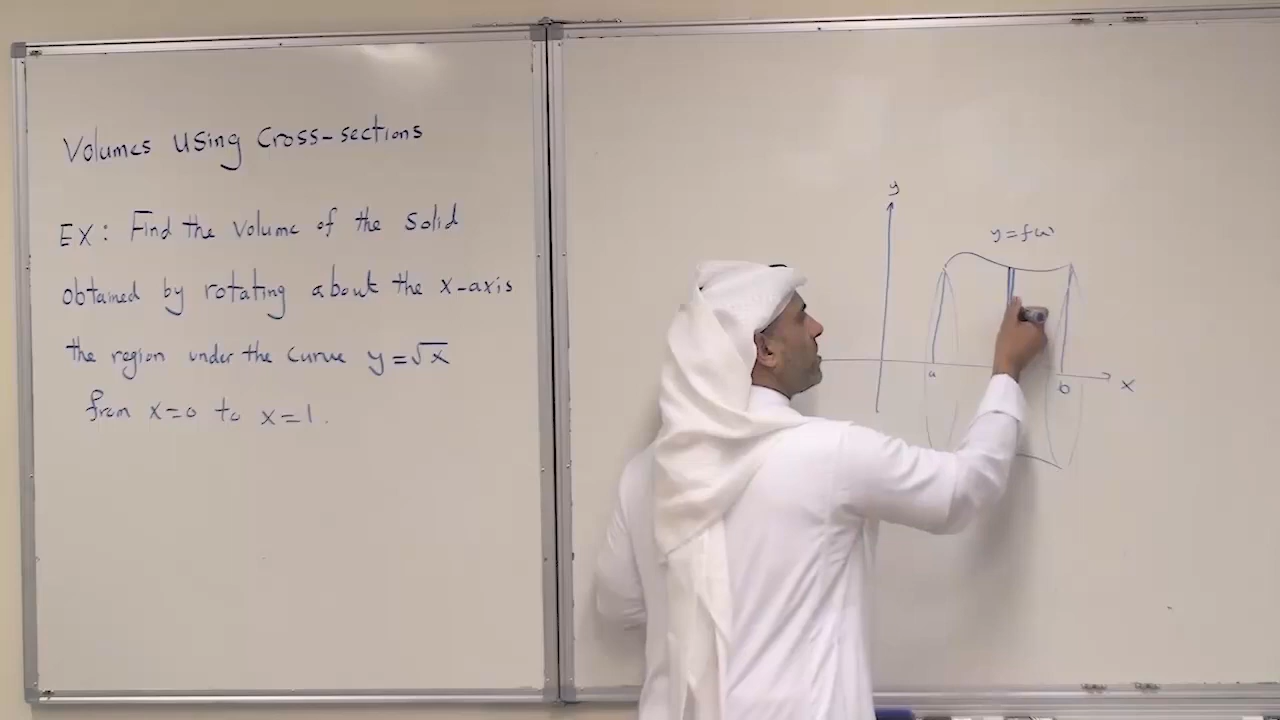 Volumes Using Cross-sections
EX: Find the Volume of the Solid
obtained by rotating about the x-axis
the region under the curve y=√x
from x=0 to x=1.
y
y=f(x)
a
b
x